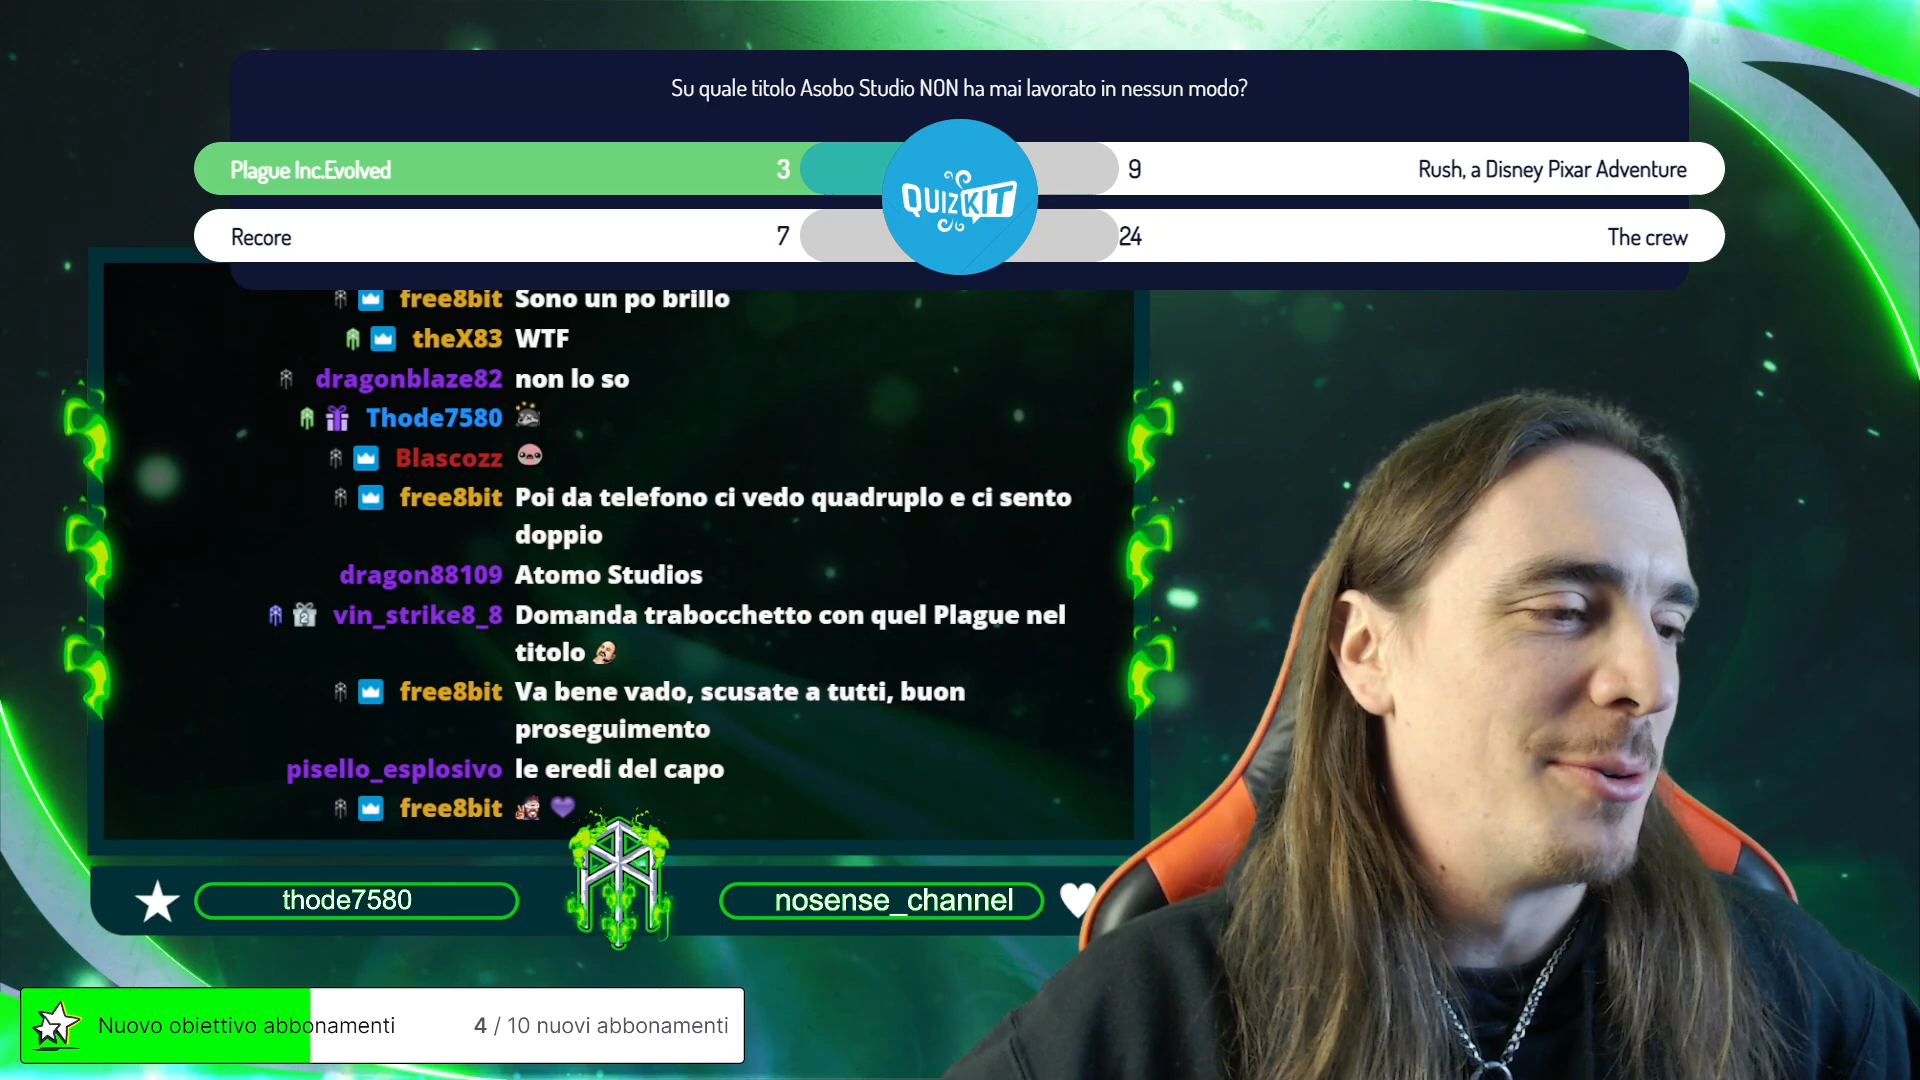 Su quale titolo Asobo Studio NON ha mai lavorato in nessun modo?
Plague Inc.Evolved 3
9 Rush, a Disney Pixar Adventure
QUIZKIT
Recore 7
24 The crew
free8bit Sono un po brillo
theX83 WTF
dragonblaze82 non lo so
Thode7580
Blascozz
free8bit Poi da telefono ci vedo quadruplo e ci sento
doppio
dragon88109 Atomo Studios
vin_strike8_8 Domanda trabocchetto con quel Plague nel
titolo
free8bit Va bene vado, scusate a tutti, buon
proseguimento
pisello_esplosivo le eredi del capo
free8bit
thode7580
nosense_channel
Nuovo obiettivo abbonamenti 4 / 10 nuovi abbonamenti